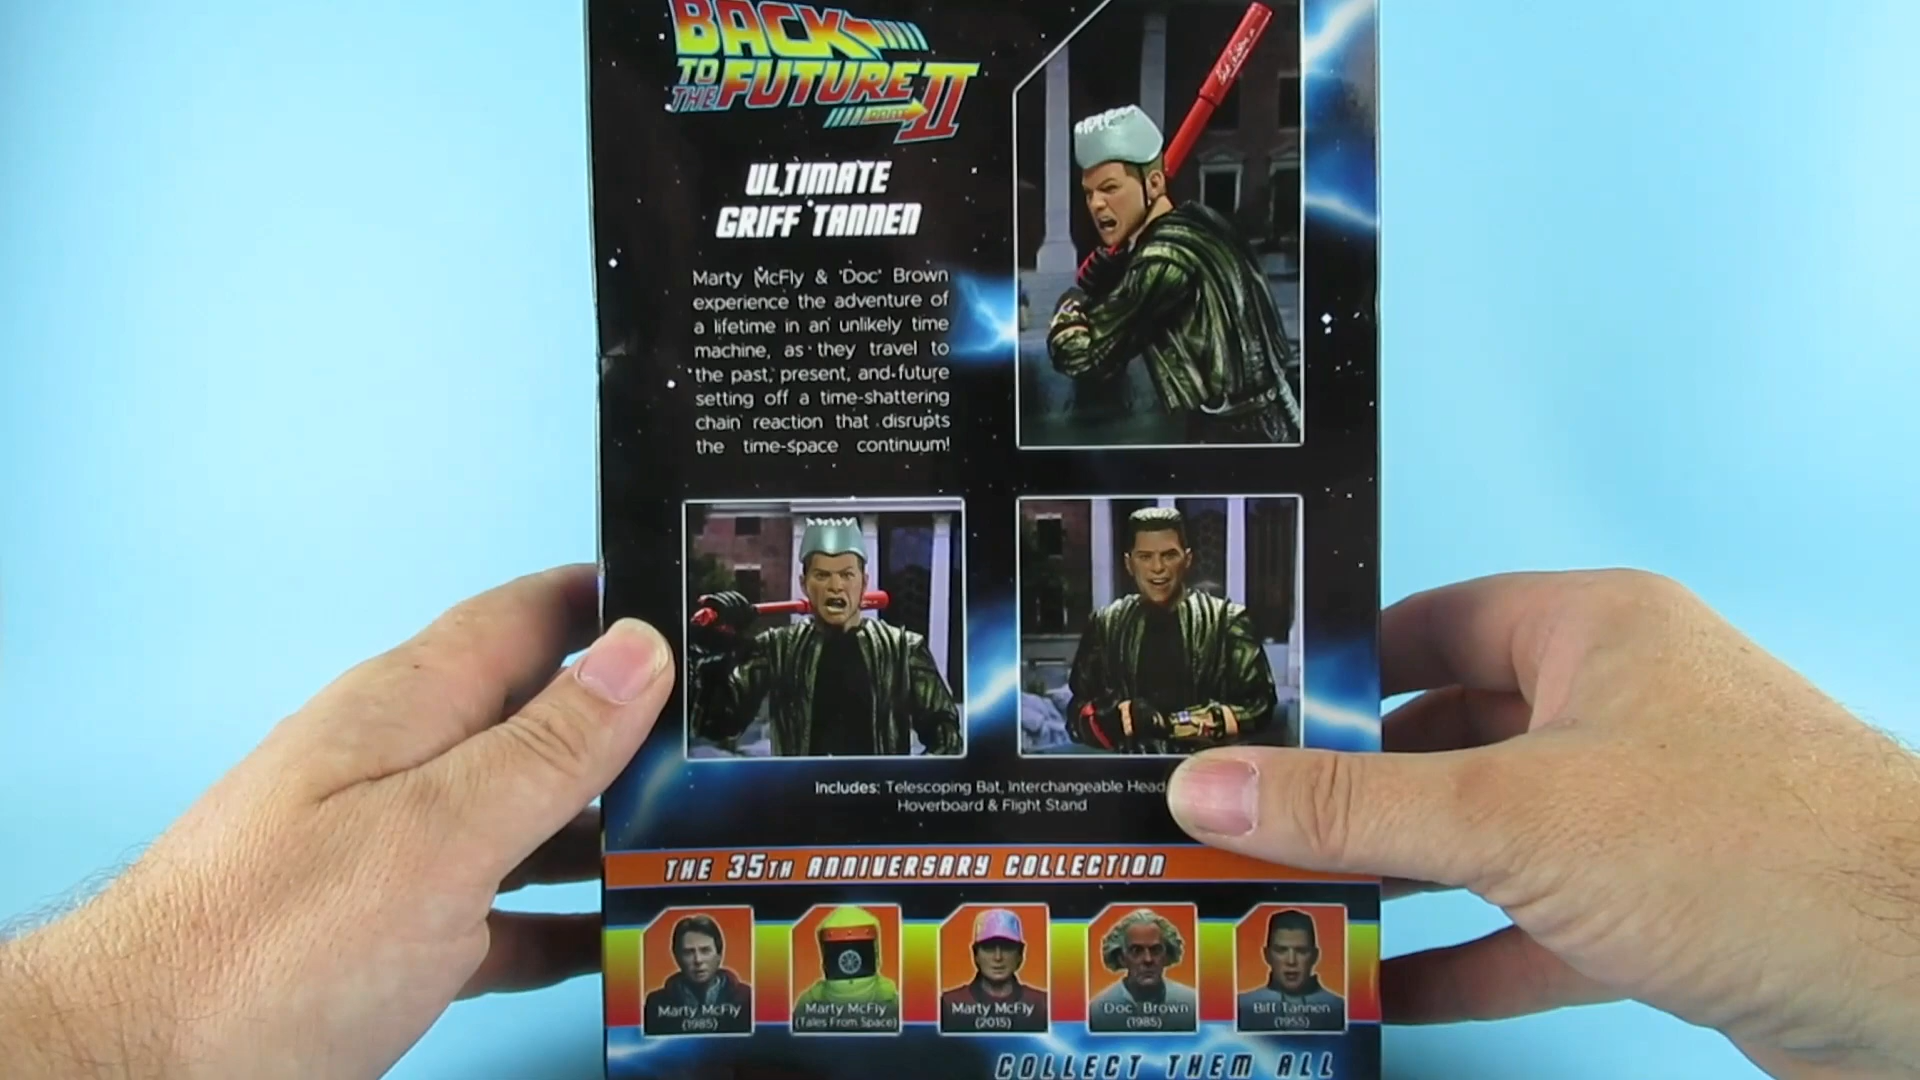 BACK
TO
THE FUTURE
PART II
ULTIMATE
GRIFF TANNEN
Marty McFly & 'Doc' Brown
experience the adventure of
a lifetime in an unlikely time
machine, as they travel to
the past, present, and future
setting off a time-shattering
chain reaction that disrupts
the time-space continuum!
Includes: Telescoping Bat, Interchangeable Head
Hoverboard & Flight Stand
THE 35TH ANNIVERSARY COLLECTION
Marty McFly
(1985)
Marty McFly
(Tales From Space)
Marty McFly
(2015)
'Doc' Brown
(1985)
Biff Tannen
(1955)
COLLECT THEM ALL